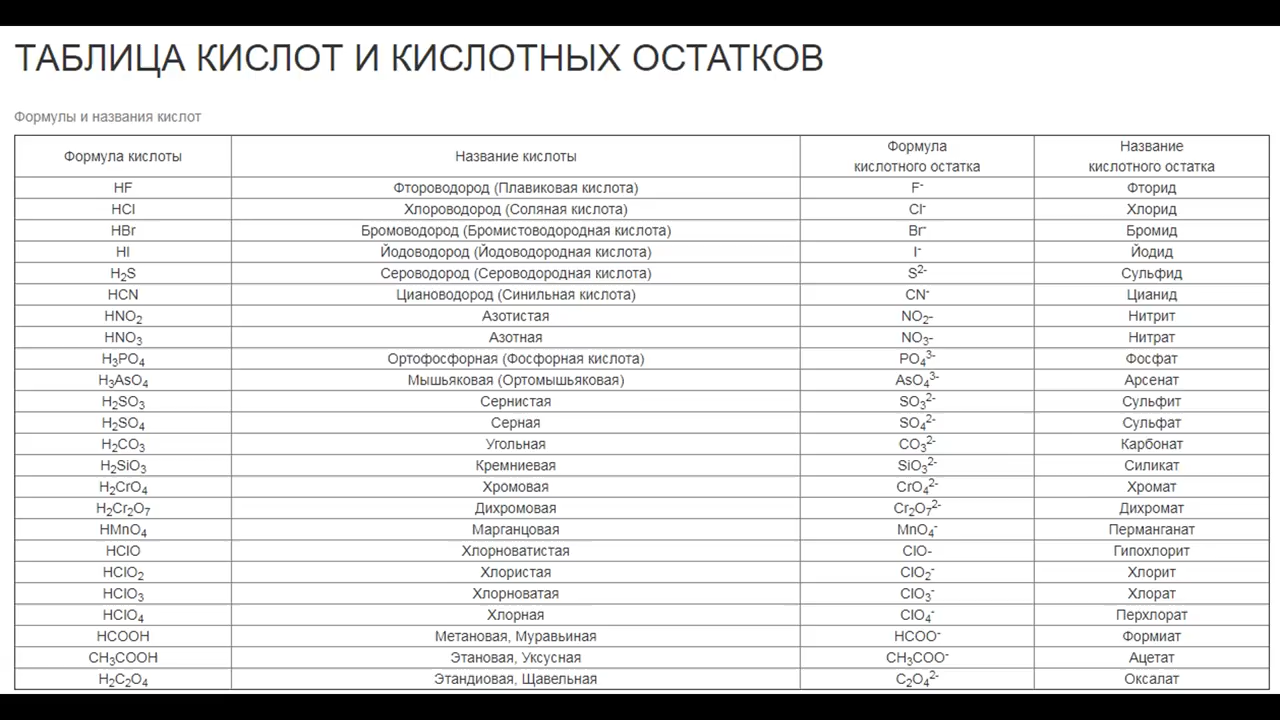 ТАБЛИЦА КИСЛОТ И КИСЛОТНЫХ ОСТАТКОВ
Формулы и названия кислот
Формула кислоты Название кислоты Формула кислотного остатка Название кислотного остатка
HF Фтороводород (Плавиковая кислота) F⁻ Фторид
HCl Хлороводород (Соляная кислота) Cl⁻ Хлорид
HBr Бромоводород (Бромистоводородная кислота) Br⁻ Бромид
HI Йодоводород (Йодоводородная кислота) I⁻ Йодид
H₂S Сероводород (Сероводородная кислота) S²⁻ Сульфид
HCN Циановодород (Синильная кислота) CN⁻ Цианид
HNO₂ Азотистая NO₂₋ Нитрит
HNO₃ Азотная NO₃₋ Нитрат
H₃PO₄ Ортофосфорная (Фосфорная кислота) PO₄³⁻ Фосфат
H₃AsO₄ Мышьяковая (Ортомышьяковая) AsO₄³⁻ Арсенат
H₂SO₃ Сернистая SO₃²⁻ Сульфит
H₂SO₄ Серная SO₄²⁻ Сульфат
H₂CO₃ Угольная CO₃²⁻ Карбонат
H₂SiO₃ Кремниевая SiO₃²⁻ Силикат
H₂CrO₄ Хромовая CrO₄²⁻ Хромат
H₂Cr₂O₇ Дихромовая Cr₂O₇²⁻ Дихромат
HMnO₄ Марганцовая MnO₄⁻ Перманганат
HClO Хлорноватистая ClO- Гипохлорит
HClO₂ Хлористая ClO₂⁻ Хлорит
HClO₃ Хлорноватая ClO₃⁻ Хлорат
HClO₄ Хлорная ClO₄⁻ Перхлорат
HCOOH Метановая, Муравьиная HCOO⁻ Формиат
CH₃COOH Этановая, Уксусная CH₃COO⁻ Ацетат
H₂C₂O₄ Этандиовая, Щавельная C₂O₄²⁻ Оксалат